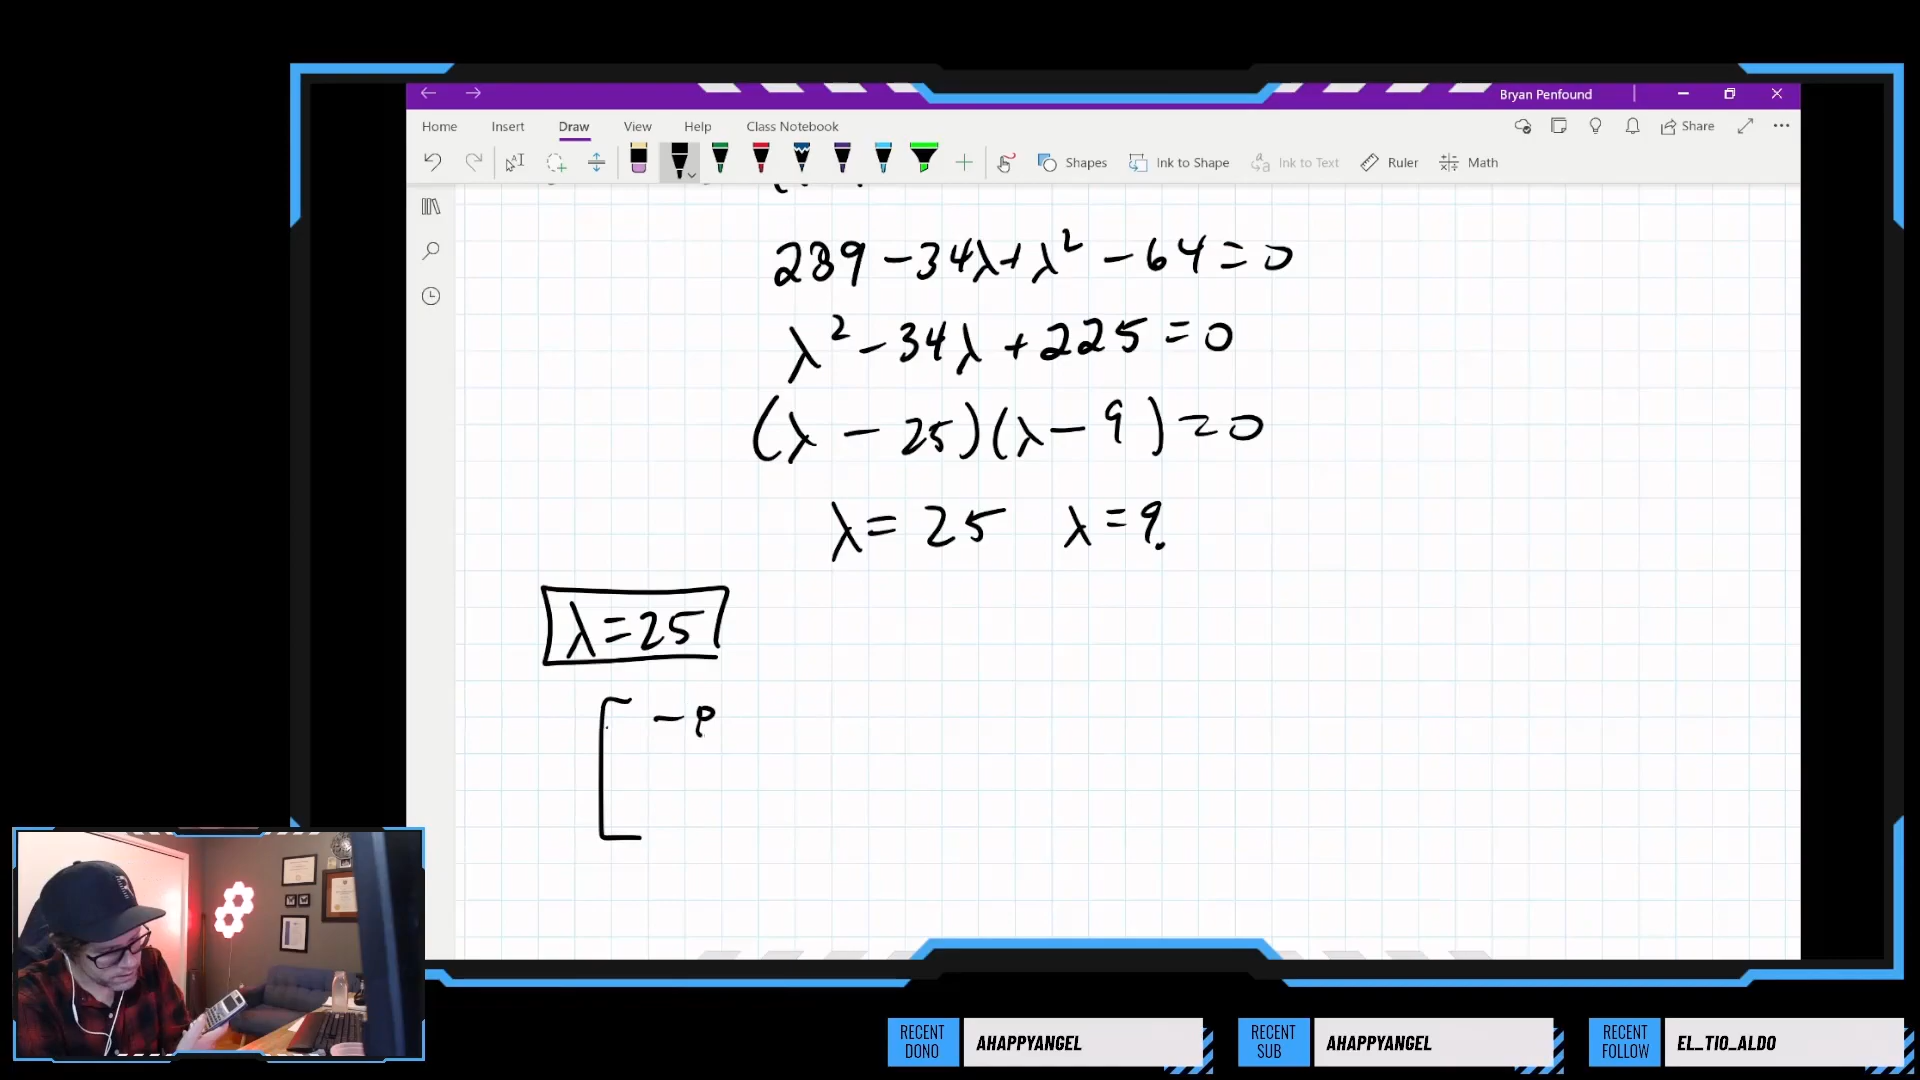 Bryan Penfound
Home Insert Draw View Help Class Notebook Share
Shapes Ink to Shape Ink to Text Ruler Math
289 - 34λ + λ² - 64 = 0
λ² - 34λ + 225 = 0
(λ - 25)(λ - 9) = 0
λ = 25 λ = 9
λ = 25
RECENT DONO AHAPPYANGEL RECENT SUB AHAPPYANGEL RECENT FOLLOW EL_TIO_ALDO